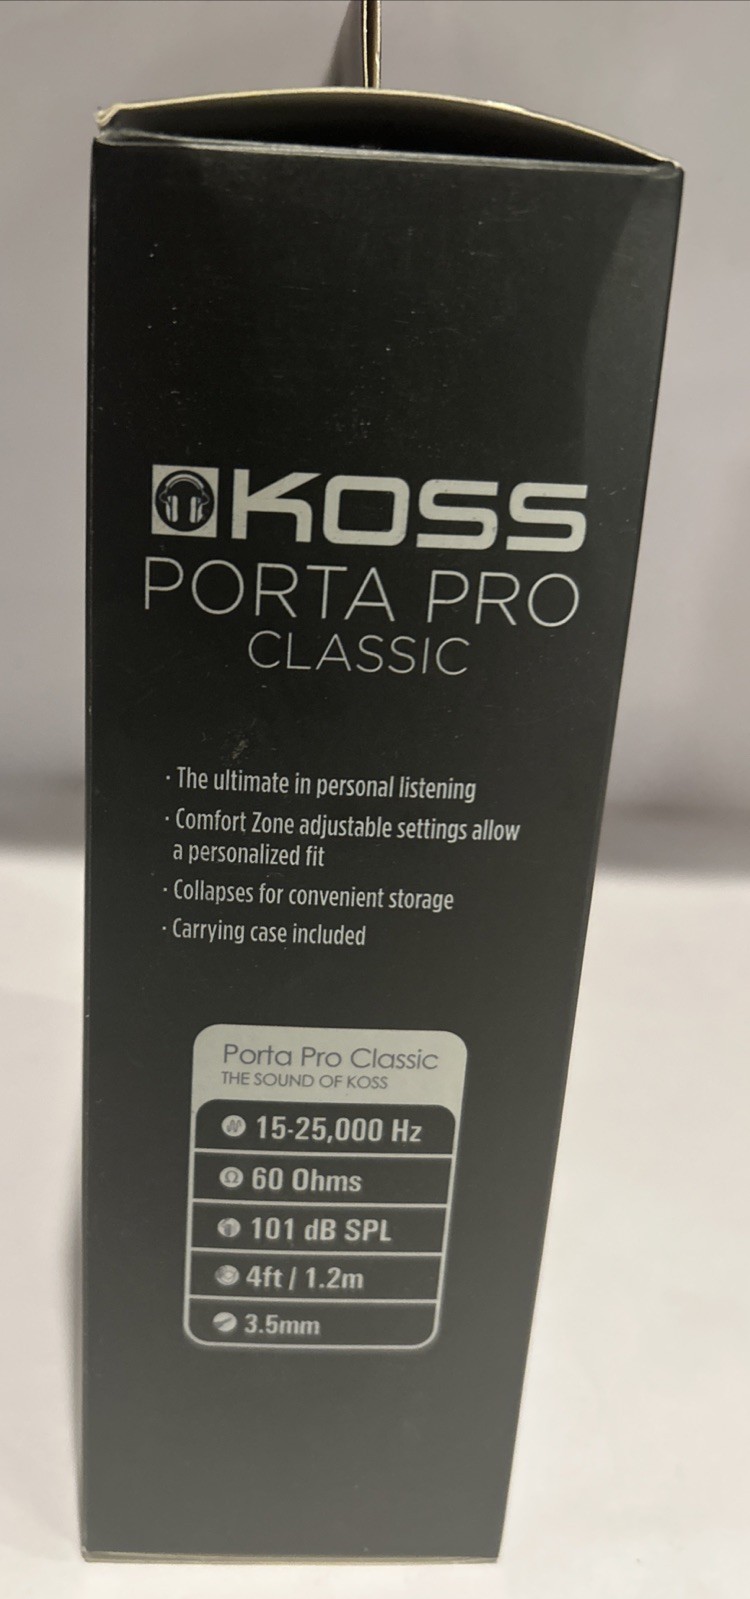 KOSS
PORTA PRO
CLASSIC
· The ultimate in personal listening
· Comfort Zone adjustable settings allow
a personalized fit
· Collapses for convenient storage
· Carrying case included
Porta Pro Classic
THE SOUND OF KOSS
15-25,000 Hz
Ω 60 Ohms
101 dB SPL
4ft / 1.2m
3.5mm